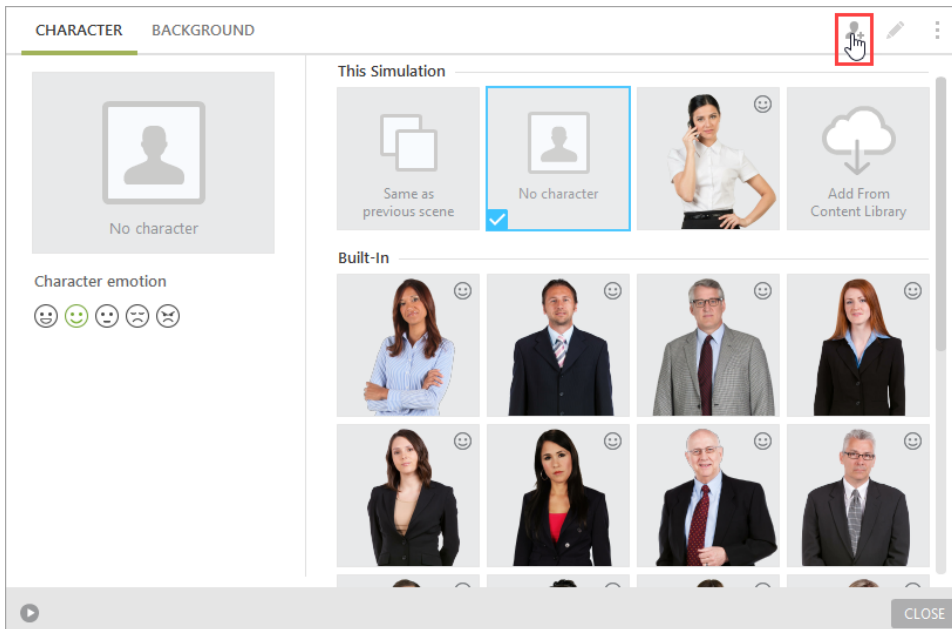 CHARACTER
BACKGROUND
This Simulation
No character
Same as
previous scene
No character
Add From
Content Library
Built-In
Character emotion
CLOSE